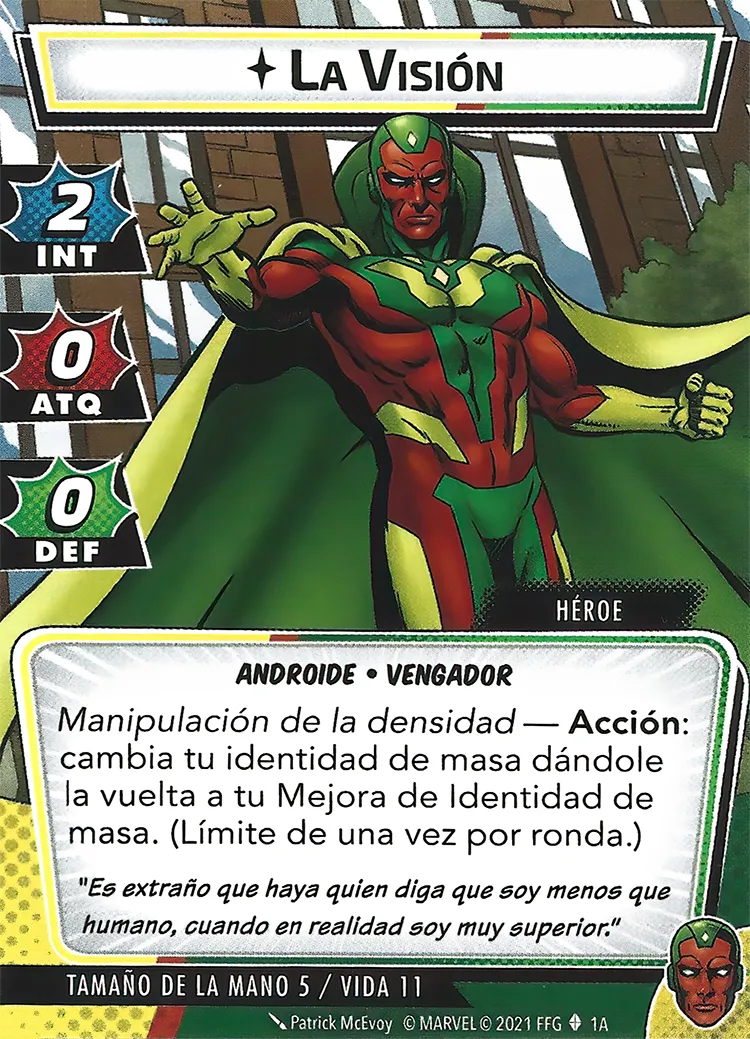 La Visión
2
INT
0
ATQ
0
DEF
HÉROE
ANDROIDE • VENGADOR
Manipulación de la densidad — Acción:
cambia tu identidad de masa dándole
la vuelta a tu Mejora de Identidad de
masa. (Límite de una vez por ronda.)
"Es extraño que haya quien diga que soy menos que
humano, cuando en realidad soy muy superior."
TAMAÑO DE LA MANO 5 / VIDA 11
Patrick McEvoy © MARVEL © 2021 FFG 1A